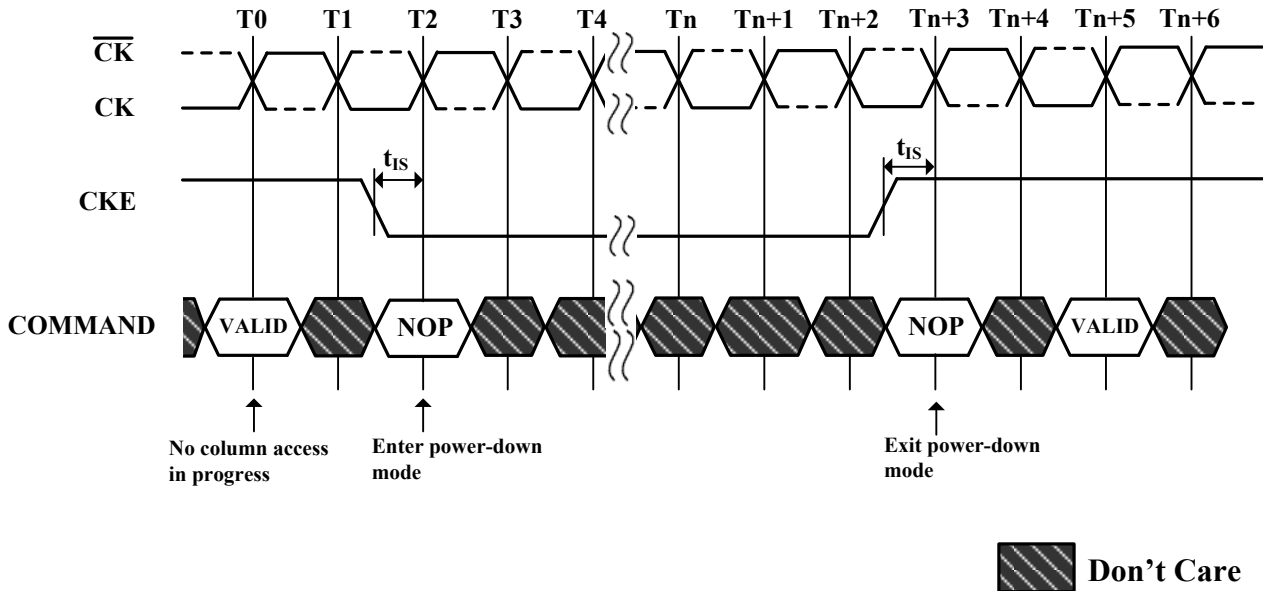 T0 T1 T2 T3 T4 Tn Tn+1 Tn+2 Tn+3 Tn+4 Tn+5 Tn+6
CK
CK
tIS tIS
CKE
COMMAND VALID NOP NOP VALID
No column access
in progress
Enter power-down
mode
Exit power-down
mode
Don't Care